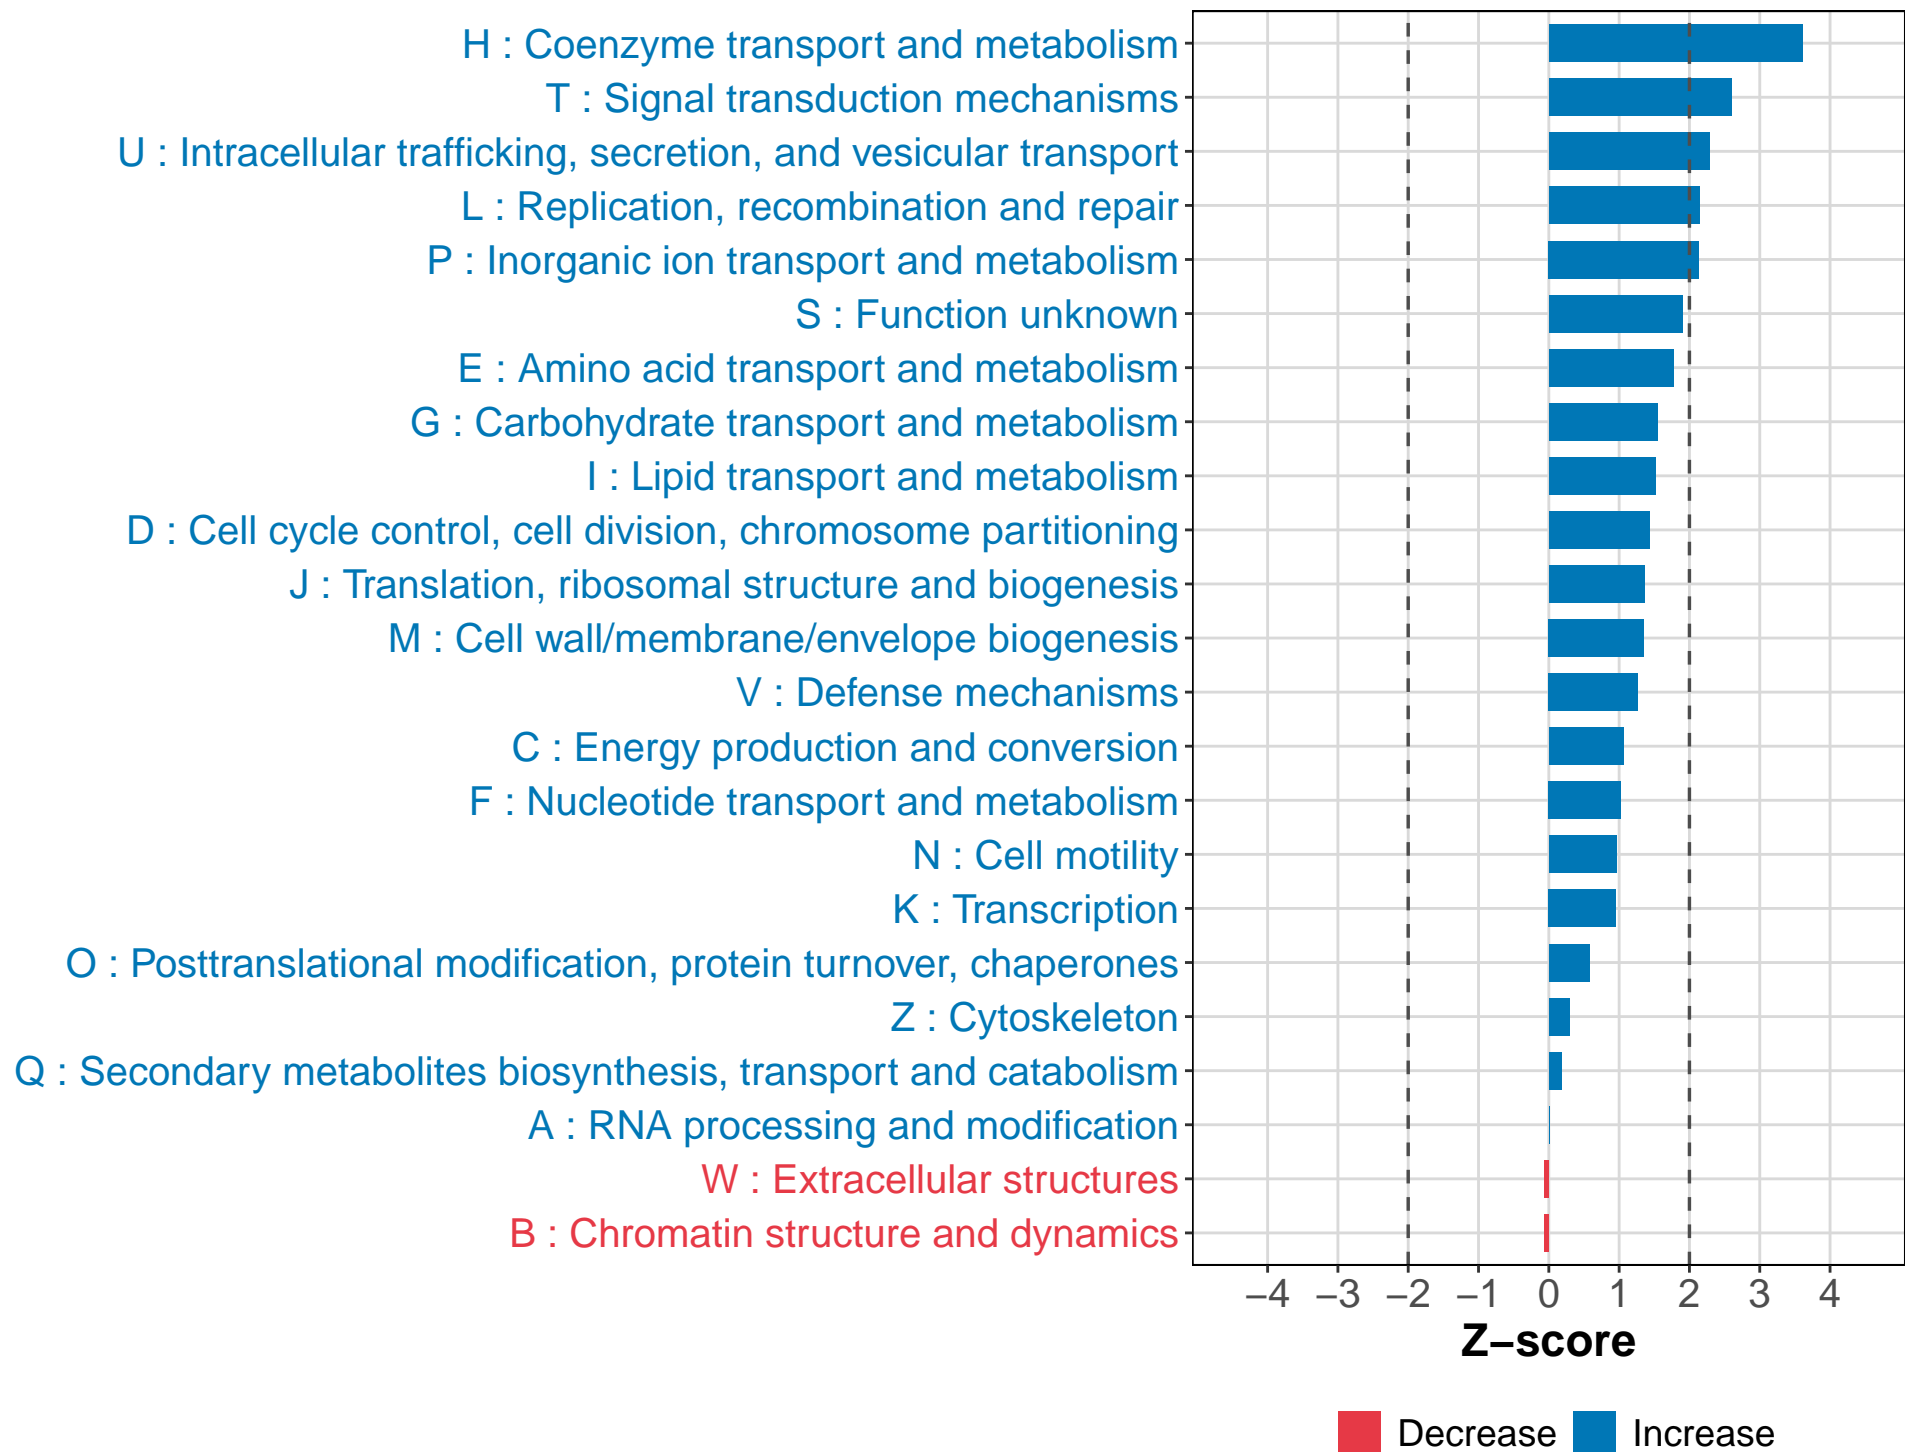 H : Coenzyme transport and metabolism
T : Signal transduction mechanisms
U : Intracellular trafficking, secretion, and vesicular transport
L : Replication, recombination and repair
P : Inorganic ion transport and metabolism
S : Function unknown
E : Amino acid transport and metabolism
G : Carbohydrate transport and metabolism
I : Lipid transport and metabolism
D : Cell cycle control, cell division, chromosome partitioning
J : Translation, ribosomal structure and biogenesis
M : Cell wall/membrane/envelope biogenesis
V : Defense mechanisms
C : Energy production and conversion
F : Nucleotide transport and metabolism
N : Cell motility
K : Transcription
O : Posttranslational modification, protein turnover, chaperones
Z : Cytoskeleton
Q : Secondary metabolites biosynthesis, transport and catabolism
A : RNA processing and modification
W : Extracellular structures
B : Chromatin structure and dynamics
−4 −3 −2 −1 0 1 2 3 4
Z−score
Decrease Increase